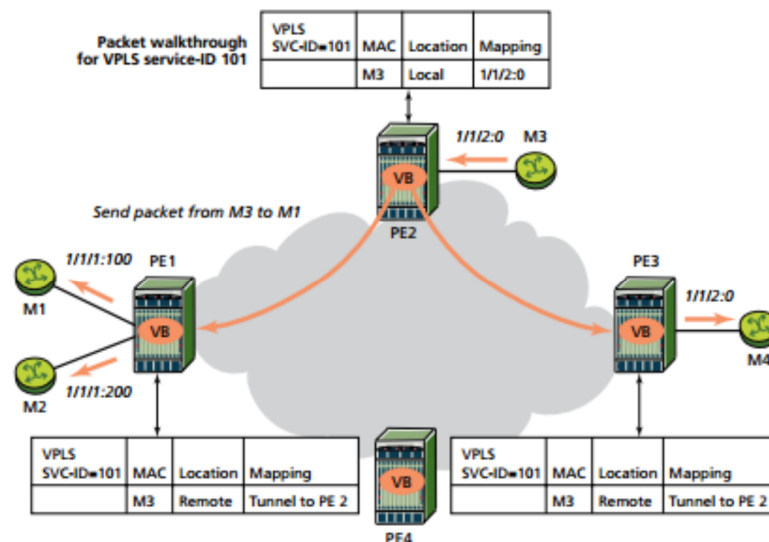 Packet walkthrough
for VPLS service-ID 101
VPLS
SVC-ID=101 MAC Location Mapping
M3 Local 1/1/2:0
1/1/2:0 M3
VB
Send packet from M3 to M1
PE2
1/1/1:100 PE1
PE3
1/1/2:0
M1
VB
VB
M4
M2
1/1/1:200
VPLS
SVC-ID=101 MAC Location Mapping
M3 Remote Tunnel to PE 2
VB
PE4
VPLS
SVC-ID=101 MAC Location Mapping
M3 Remote Tunnel to PE 2